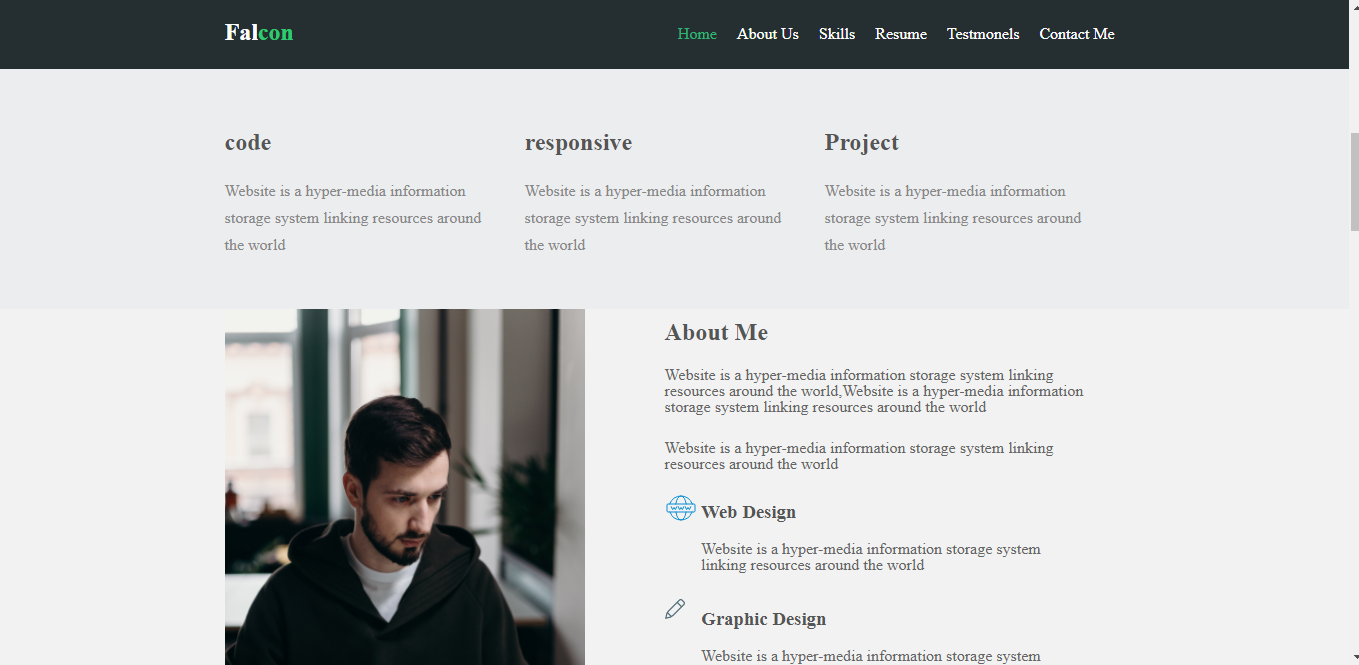 Falcon
Home About Us Skills Resume Testmonels Contact Me
code
Website is a hyper-media information
storage system linking resources around
the world
responsive
Website is a hyper-media information
storage system linking resources around
the world
Project
Website is a hyper-media information
storage system linking resources around
the world
About Me
Website is a hyper-media information storage system linking
resources around the world,Website is a hyper-media information
storage system linking resources around the world
Website is a hyper-media information storage system linking
resources around the world
WWW
Web Design
Website is a hyper-media information storage system
linking resources around the world
Graphic Design
Website is a hyper-media information storage system